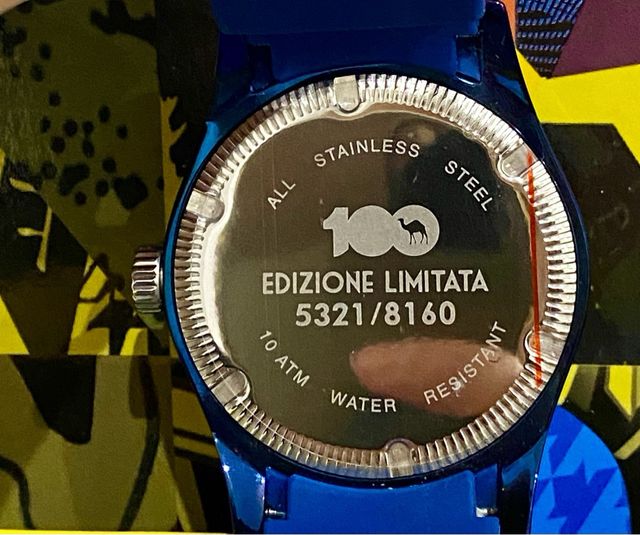 ALL STAINLESS STEEL
100
EDIZIONE LIMITATA
5321/8160
10 ATM WATER RESISTANT